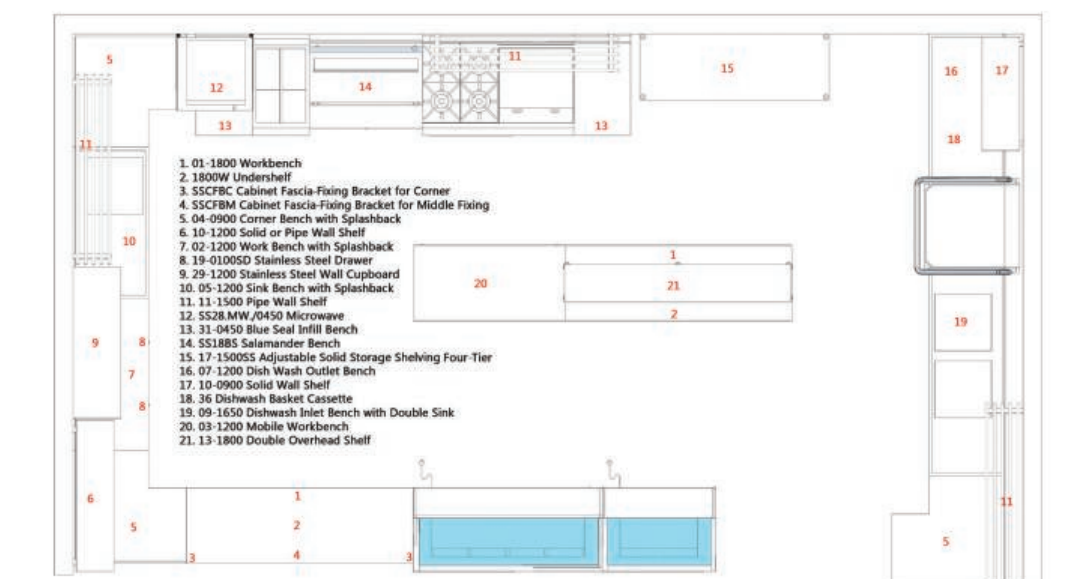 5
11
15
16
17
12
14
13
13
18
11
1. 01-1800 Workbench
2. 1800W Undershelf
3. SSCFBC Cabinet Fascia-Fixing Bracket for Corner
4. SSCFBM Cabinet Fascia-Fixing Bracket for Middle Fixing
5. 04-0900 Corner Bench with Splashback
6. 10-1200 Solid or Pipe Wall Shelf
7. 02-1200 Work Bench with Splashback
8. 19-0100SD Stainless Steel Drawer
9. 29-1200 Stainless Steel Wall Cupboard
10. 05-1200 Sink Bench with Splashback
11. 11-1500 Pipe Wall Shelf
12. SS28.MW./0450 Microwave
13. 31-0450 Blue Seal Infill Bench
14. SS18BS Salamander Bench
15. 17-1500SS Adjustable Solid Storage Shelving Four-Tier
16. 07-1200 Dish Wash Outlet Bench
17. 10-0900 Solid Wall Shelf
18. 36 Dishwash Basket Cassette
19. 09-1650 Dishwash Inlet Bench with Double Sink
20. 03-1200 Mobile Workbench
21. 13-1800 Double Overhead Shelf
10
1
20
21
2
19
9
8
7
8
6
5
1
2
3
4
3
11
5